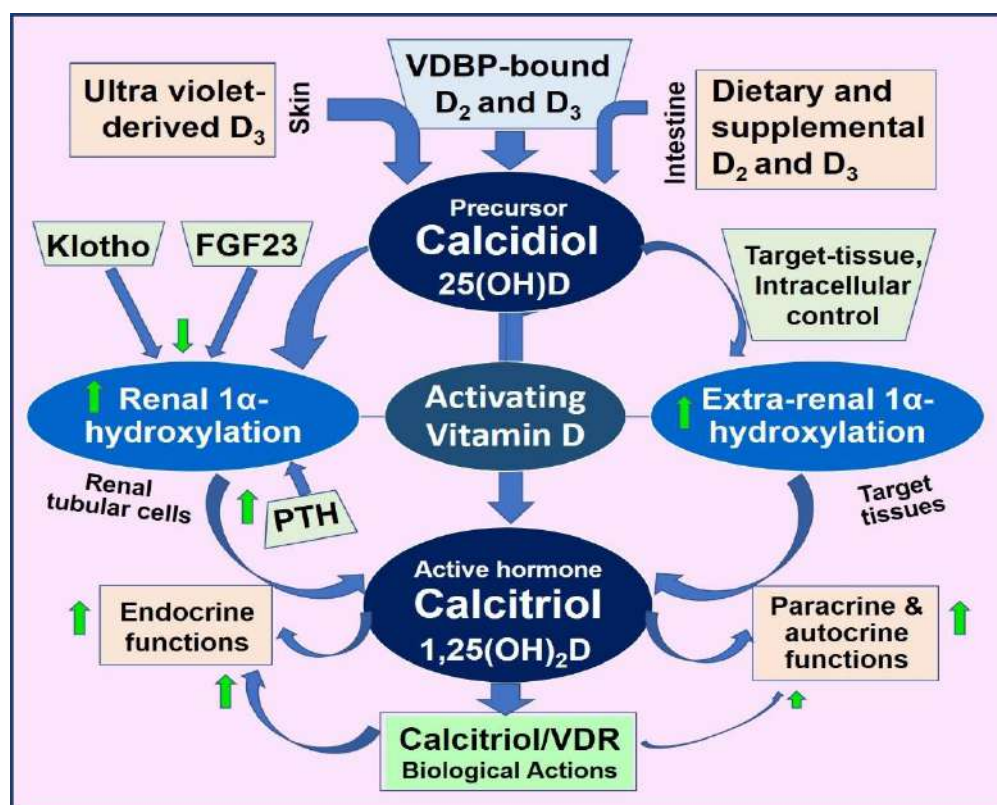 Ultra violet-
derived D₃
Skin
VDBP-bound
D₂ and D₃
Intestine
Dietary and
supplemental
D₂ and D₃
Precursor
Calcidiol
25(OH)D
Klotho
FGF23
Target-tissue,
Intracellular
control
Renal 1α-
hydroxylation
Activating
Vitamin D
Extra-renal 1α-
hydroxylation
Renal
tubular cells
PTH
Target
tissues
Active hormone
Calcitriol
1,25(OH)₂D
Endocrine
functions
Paracrine &
autocrine
functions
Calcitriol/VDR
Biological Actions